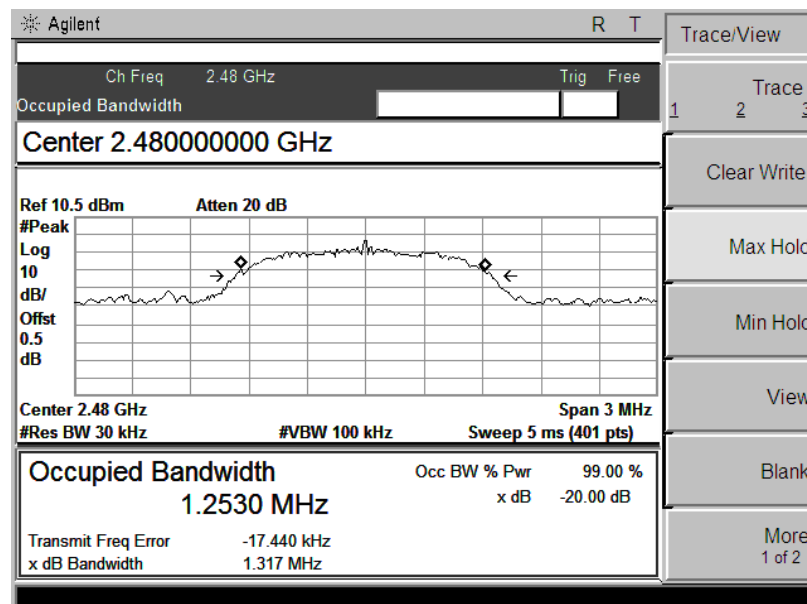 Agilent R T
Trace/View
Ch Freq 2.48 GHz Trig Free
Occupied Bandwidth
Trace
1 2 3
Center 2.480000000 GHz
Clear Write
Ref 10.5 dBm Atten 20 dB
#Peak
Log
10
dB/
Offst
0.5
dB
Max Hold
Min Hold
Center 2.48 GHz Span 3 MHz
#Res BW 30 kHz #VBW 100 kHz Sweep 5 ms (401 pts)
View
Occupied Bandwidth Occ BW % Pwr 99.00 %
1.2530 MHz x dB -20.00 dB
Blank
Transmit Freq Error -17.440 kHz
x dB Bandwidth 1.317 MHz
More
1 of 2